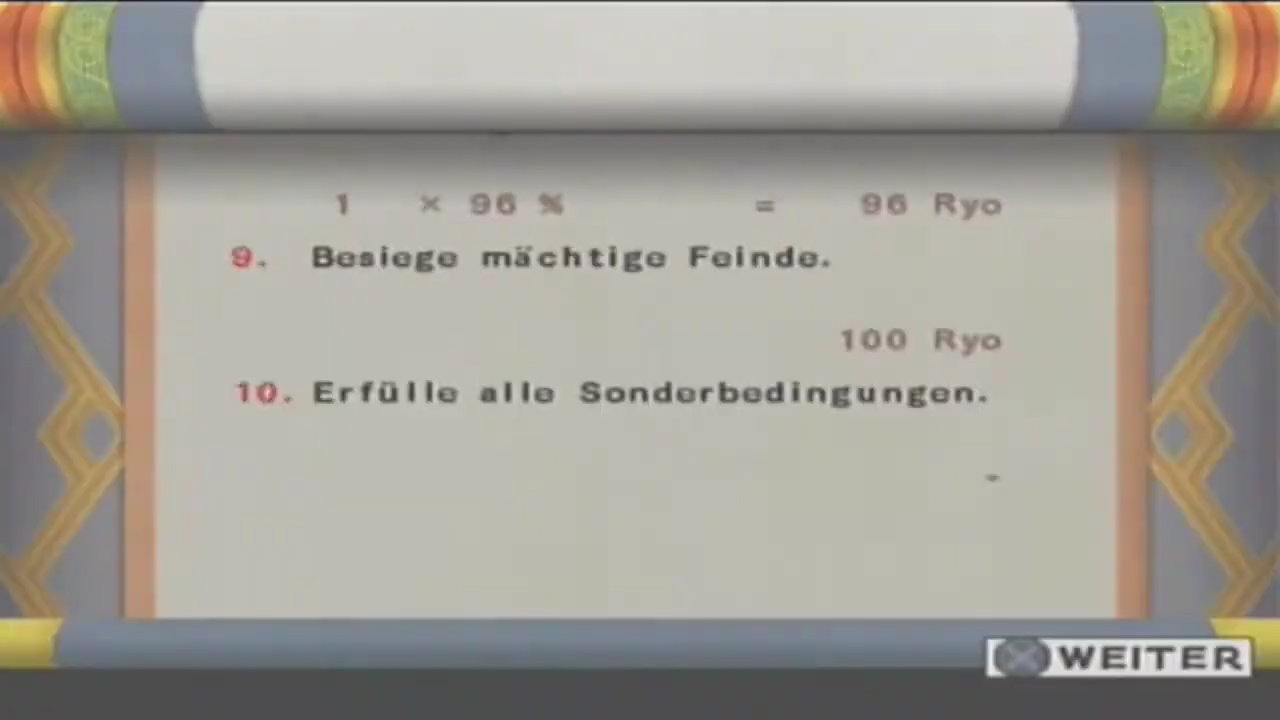 1 × 96 % = 96 Ryo
9. Besiege mächtige Feinde.
100 Ryo
10. Erfülle alle Sonderbedingungen.
-
WEITER